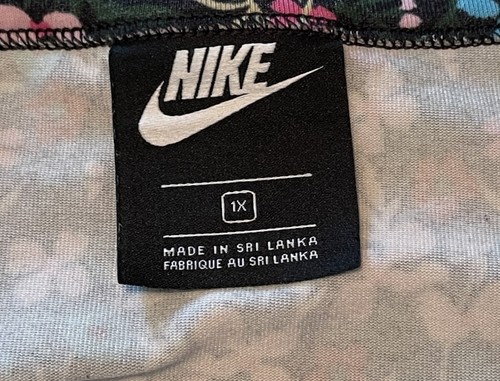 NIKE
1X
MADE IN SRI LANKA
FABRIQUE AU SRI LANKA